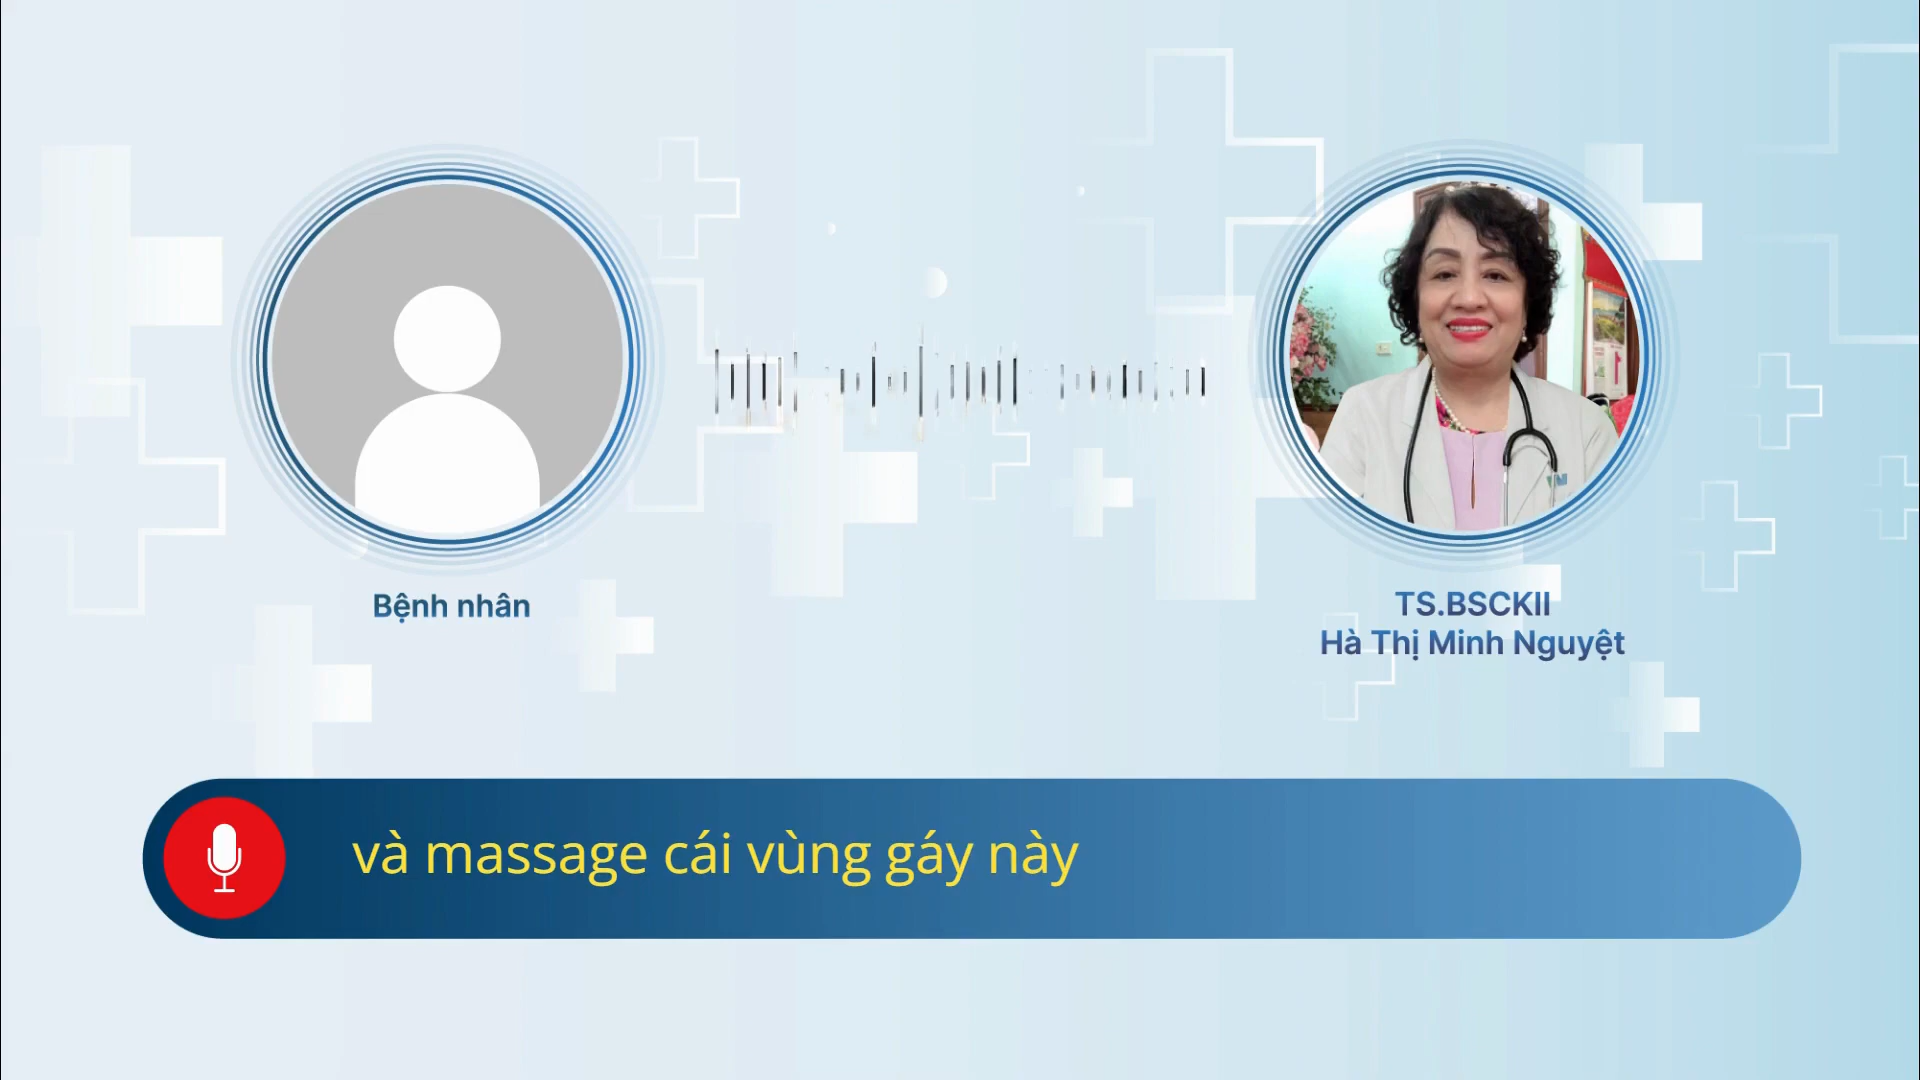 Bệnh nhân
TS.BSCKII
Hà Thị Minh Nguyệt
và massage cái vùng gáy này